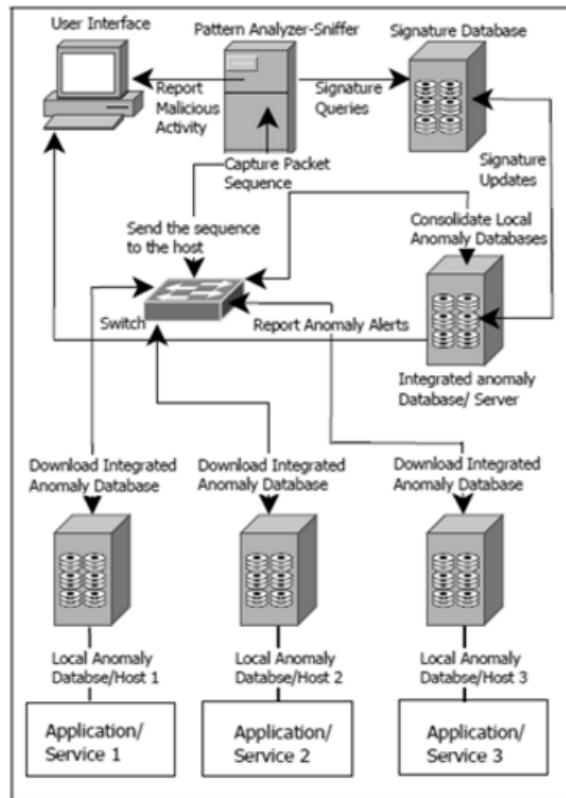 User Interface
Pattern Analyzer-Sniffer
Signature Database
Report
Malicious
Activity
Signature
Queries
Capture Packet
Sequence
Signature
Updates
Send the sequence
to the host
Consolidate Local
Anomaly Databases
Switch
Report Anomaly Alerts
Integrated anomaly
Database/ Server
Download Integrated
Anomaly Database
Download Integrated
Anomaly Database
Download Integrated
Anomaly Database
Local Anomaly
Databse/Host 1
Local Anomaly
Databse/Host 2
Local Anomaly
Databse/Host 3
Application/
Service 1
Application/
Service 2
Application/
Service 3